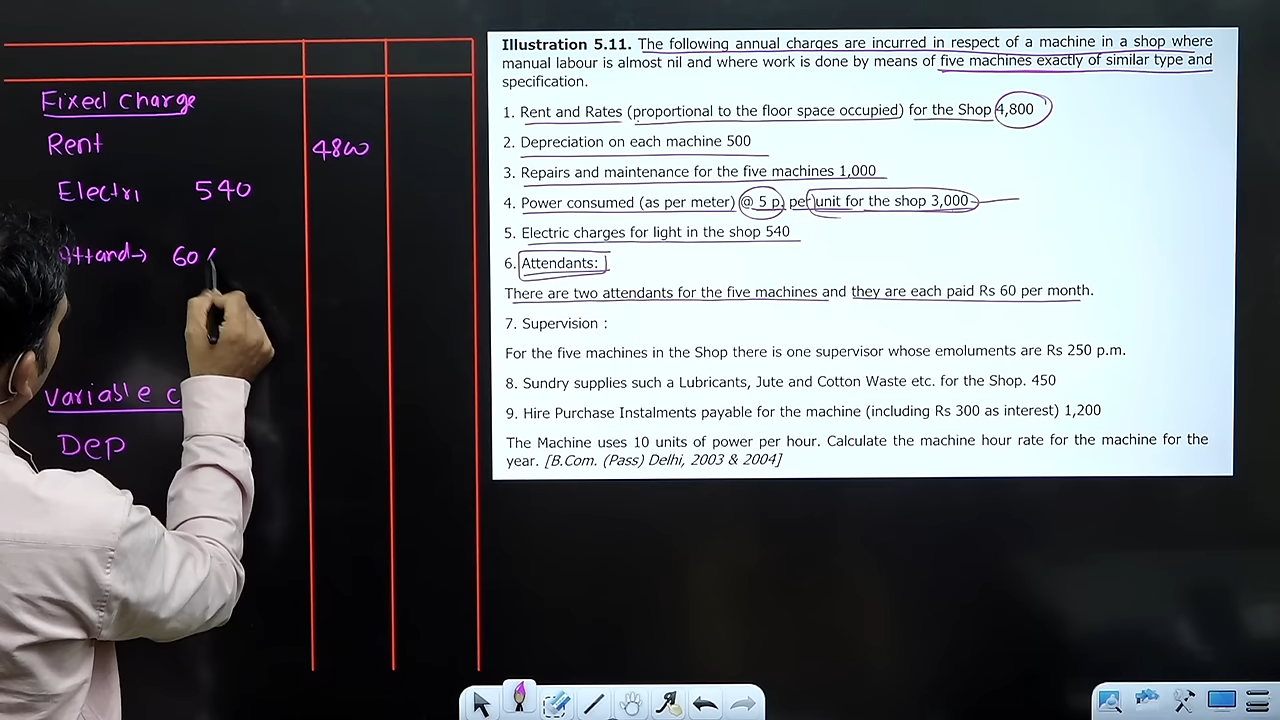 Fixed charge
Rent 4800
Electri 540
Attand→ 60
Variable c
Dep
Illustration 5.11. The following annual charges are incurred in respect of a machine in a shop where
manual labour is almost nil and where work is done by means of five machines exactly of similar type and
specification.
1. Rent and Rates (proportional to the floor space occupied) for the Shop 4,800
2. Depreciation on each machine 500
3. Repairs and maintenance for the five machines 1,000
4. Power consumed (as per meter) @ 5 p. per unit for the shop 3,000
5. Electric charges for light in the shop 540
6. Attendants:
There are two attendants for the five machines and they are each paid Rs 60 per month.
7. Supervision :
For the five machines in the Shop there is one supervisor whose emoluments are Rs 250 p.m.
8. Sundry supplies such a Lubricants, Jute and Cotton Waste etc. for the Shop. 450
9. Hire Purchase Instalments payable for the machine (including Rs 300 as interest) 1,200
The Machine uses 10 units of power per hour. Calculate the machine hour rate for the machine for the
year. [B.Com. (Pass) Delhi, 2003 & 2004]